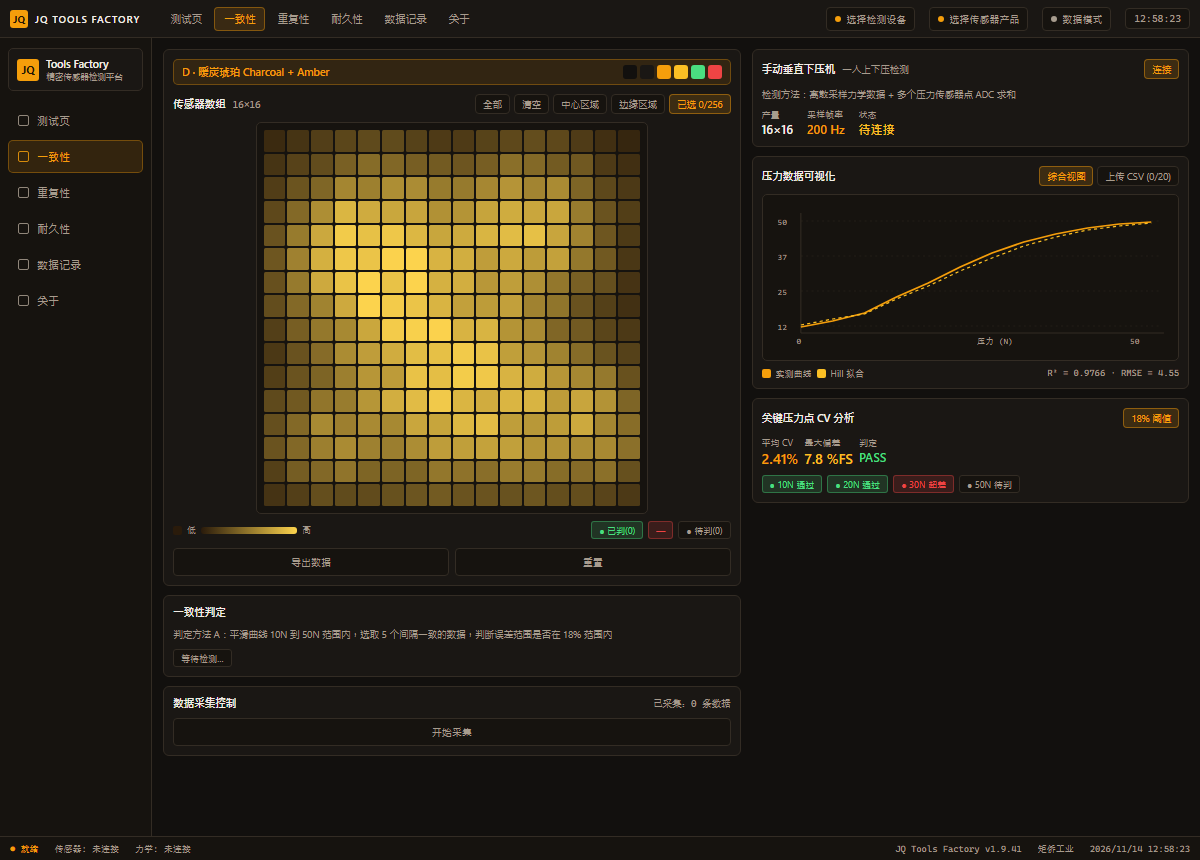 JQ JQ TOOLS FACTORY 测试页 一致性 重复性 耐久性 数据记录 关于 选择检测设备 选择传感器产品 数据模式 12:58:23
JQ Tools Factory
精密传感器检测平台
测试页
一致性
重复性
耐久性
数据记录
关于
D · 暖炭琥珀 Charcoal + Amber
传感器数组 16×16 全部 清空 中心区域 边缘区域 已选 0/256
低 高 已判(0) — 待判(0)
导出数据 重置
一致性判定
判定方法 A：平滑曲线 10N 到 50N 范围内，选取 5 个间隔一致的数据，判断误差范围是否在 18% 范围内
等待检测...
数据采集控制 已采集: 0 条数据
开始采集
手动垂直下压机 一人上下压检测 连接
检测方法：离散采样力学数据 + 多个压力传感器点 ADC 求和
产量 采样帧率 状态
16×16 200 Hz 待连接
压力数据可视化 综合视图 上传 CSV (0/20)
50
37
25
12
0 压力 (N) 50
实测曲线 Hill 拟合 R² = 0.9766 · RMSE = 4.55
关键压力点 CV 分析 18% 阈值
平均 CV 最大偏差 判定
2.41% 7.8 %FS PASS
10N 通过 20N 通过 30N 超差 50N 待判
就绪 传感器: 未连接 力学: 未连接 JQ Tools Factory v1.9.41 矩侨工业 2026/11/14 12:58:23